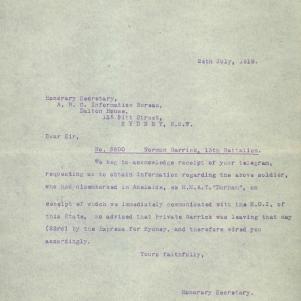 24th July, 1918.
Honorary Secretary,
A. R. C. Information Bureau,
Dalton House,
115 Pitt Street,
SYDNEY, N.S.W.
Dear Sir,
No. 5800 Norman Garrick, 13th Battalion.
We beg to acknowledge receipt of your telegram,
requesting us to obtain information regarding the above soldier,
who had disembarked in Adelaide, ex H.M.A.T. "Dorham", on
receipt of which we immediately communicated with the M.O.I, of
this State, who advised that Private Garrick was leaving that day
(23rd) by the Express for Sydney, and therefore wired you
accordingly.
Yours faithfully,
Honorary Secretary.